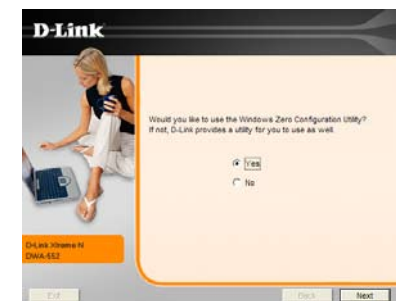 D-Link
Would you like to use the Windows Zero Configuration Utility?
If not, D-Link provides a utility for you to use as well.
Yes
No
D-Link Xtreme N
DWA-552
Exit
Back
Next